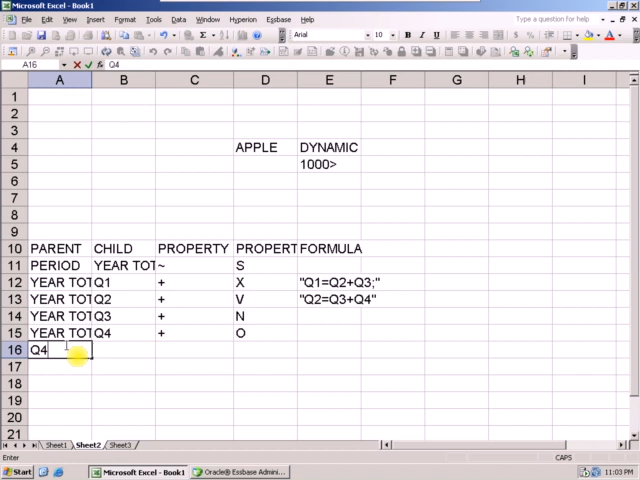 Microsoft Excel - Book1
File Edit View Insert Format Tools Data Window Hyperion Essbase Help
Type a question for help
Arial 10 B I U
A16 Q4
A B C D E F G H I
1
2
3
4 APPLE DYNAMIC
5 1000>
6
7
8
9
10 PARENT CHILD PROPERTY PROPERT FORMULA
11 PERIOD YEAR TOT ~ S
12 YEAR TOT Q1 + X "Q1=Q2+Q3;"
13 YEAR TOT Q2 + V "Q2=Q3+Q4"
14 YEAR TOT Q3 + N
15 YEAR TOT Q4 + O
16 Q4
17
18
19
20
21
Sheet1 Sheet2 Sheet3
Enter CAPS
Start Microsoft Excel - Book1 Oracle® Essbase Admini... 11:03 PM